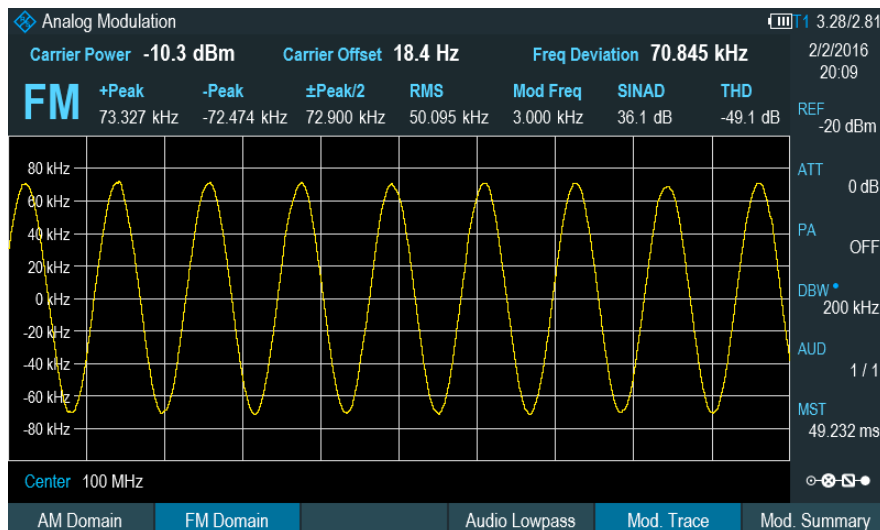 Analog Modulation T1 3.28/2.81
Carrier Power -10.3 dBm Carrier Offset 18.4 Hz Freq Deviation 70.845 kHz 2/2/2016
20:09
FM +Peak -Peak ±Peak/2 RMS Mod Freq SINAD THD
73.327 kHz -72.474 kHz 72.900 kHz 50.095 kHz 3.000 kHz 36.1 dB -49.1 dB
REF
-20 dBm
80 kHz
60 kHz
40 kHz
20 kHz
0 kHz
-20 kHz
-40 kHz
-60 kHz
-80 kHz
ATT
0 dB
PA
OFF
DBW
200 kHz
AUD
1 / 1
MST
49.232 ms
Center 100 MHz
AM Domain FM Domain Audio Lowpass Mod. Trace Mod. Summary